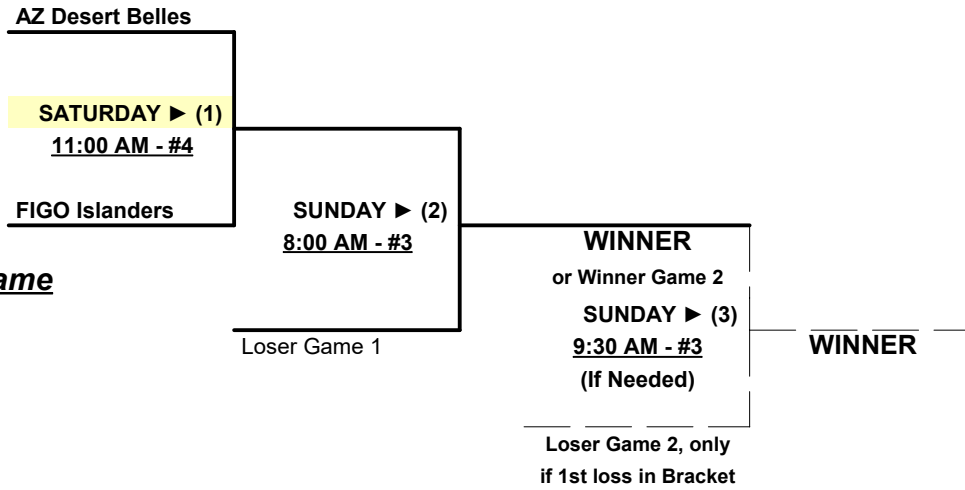 AZ Desert Belles
SATURDAY ► (1)
11:00 AM - #4
FIGO Islanders
SUNDAY ► (2)
8:00 AM - #3
WINNER
or Winner Game 2
ame
SUNDAY ► (3)
Loser Game 1
9:30 AM - #3
WINNER
(If Needed)
Loser Game 2, only
if 1st loss in Bracket